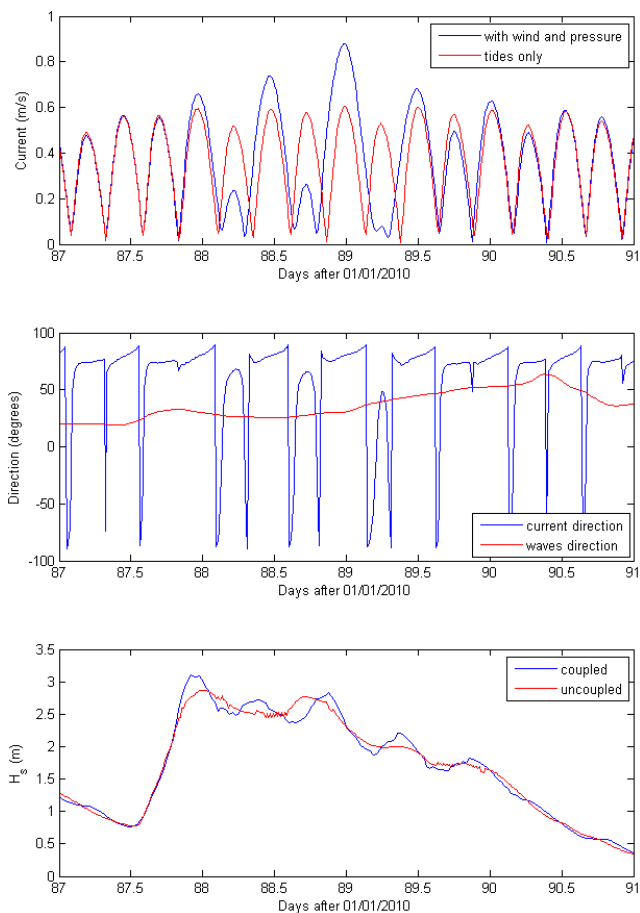 1
0.8
0.6
0.4
0.2
0
Current (m/s)
with wind and pressure
tides only
87 87.5 88 88.5 89 89.5 90 90.5 91
Days after 01/01/2010
100
50
0
-50
-100
Direction (degrees)
current direction
waves direction
87 87.5 88 88.5 89 89.5 90 90.5 91
Days after 01/01/2010
3.5
3
2.5
2
1.5
1
0.5
0
H_s (m)
coupled
uncoupled
87 87.5 88 88.5 89 89.5 90 90.5 91
Days after 01/01/2010